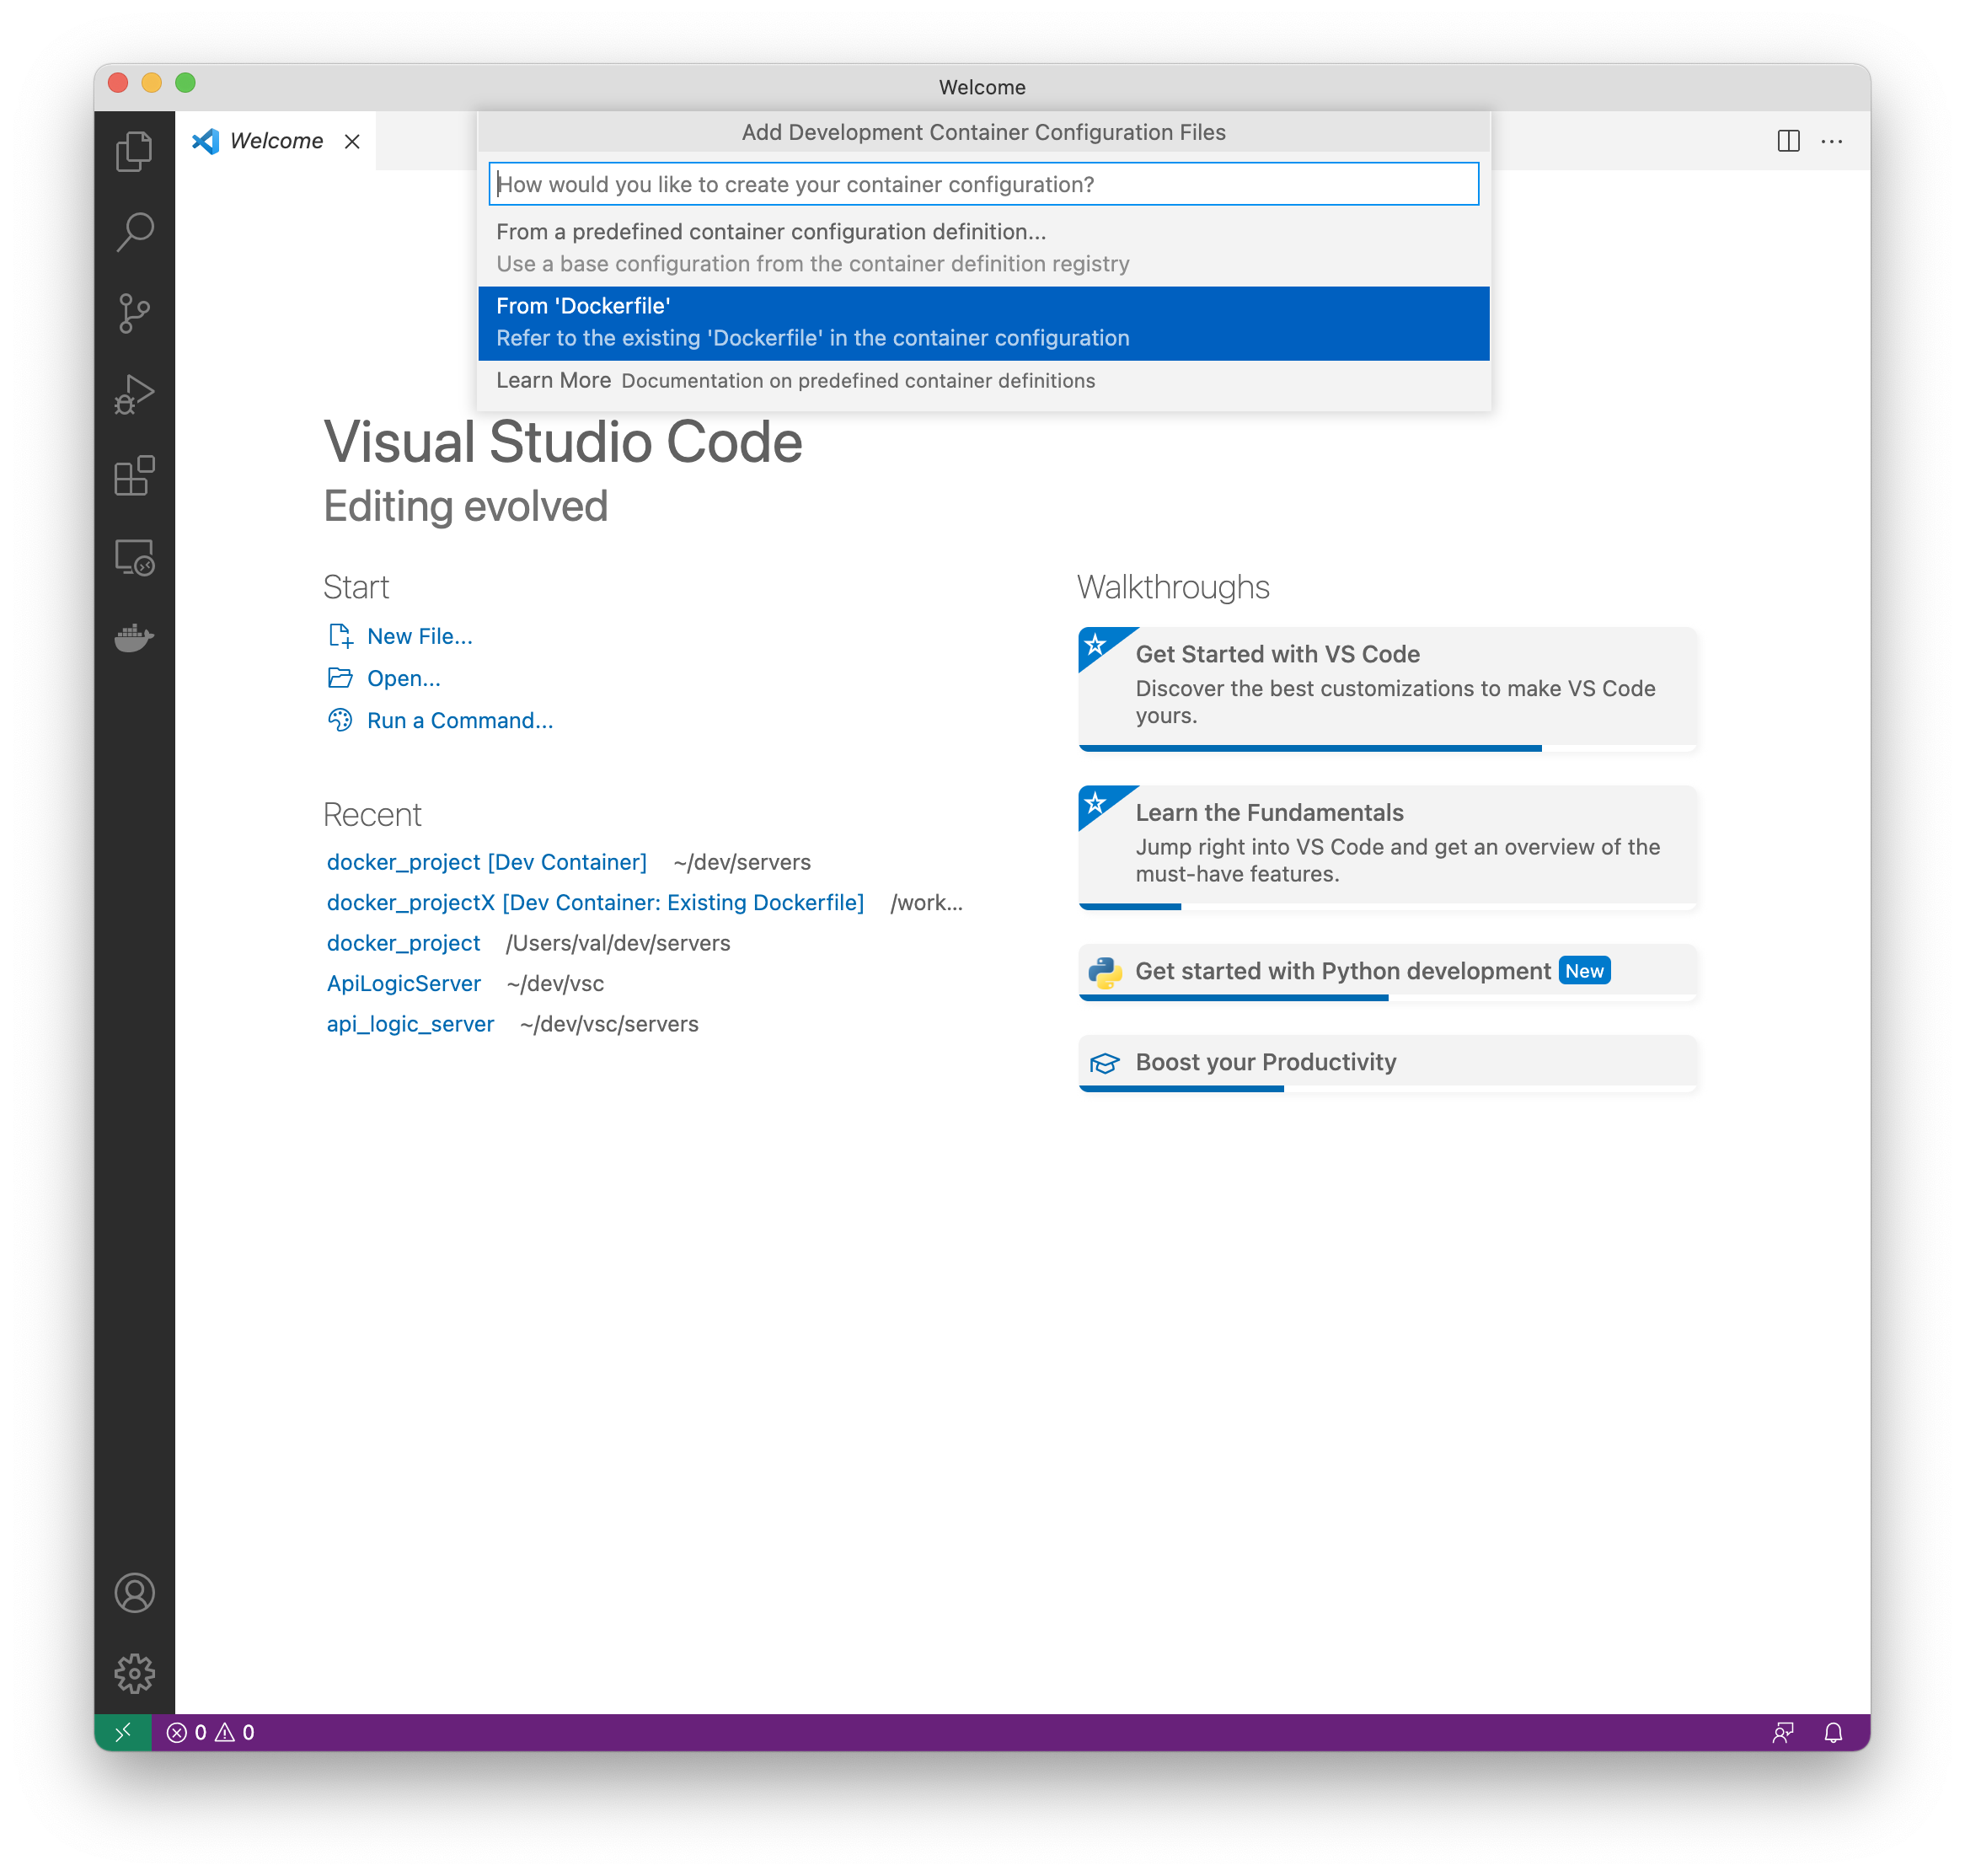 Welcome
Welcome
Add Development Container Configuration Files
How would you like to create your container configuration?
From a predefined container configuration definition...
Use a base configuration from the container definition registry
From 'Dockerfile'
Refer to the existing 'Dockerfile' in the container configuration
Learn More Documentation on predefined container definitions
Visual Studio Code
Editing evolved
Start
New File...
Open...
Run a Command...
Recent
docker_project [Dev Container] ~/dev/servers
docker_projectX [Dev Container: Existing Dockerfile] /work...
docker_project /Users/val/dev/servers
ApiLogicServer ~/dev/vsc
api_logic_server ~/dev/vsc/servers
Walkthroughs
Get Started with VS Code
Discover the best customizations to make VS Code
yours.
Learn the Fundamentals
Jump right into VS Code and get an overview of the
must-have features.
Get started with Python development New
Boost your Productivity
0 0